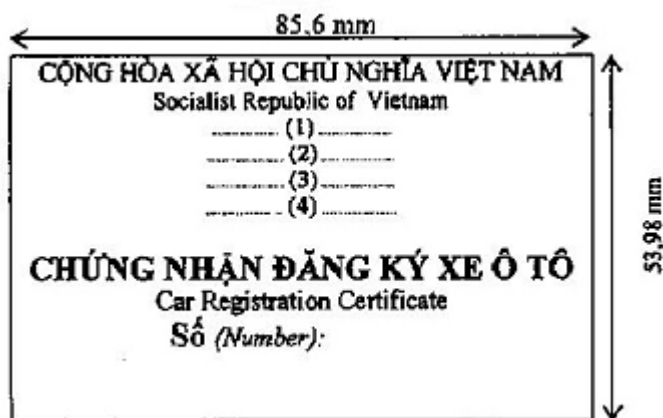 85,6 mm
CỘNG HÒA XÃ HỘI CHỦ NGHĨA VIỆT NAM
Socialist Republic of Vietnam
............ (1) ..............
............ (2) ..............
............ (3) ..............
............ (4) ..............
CHỨNG NHẬN ĐĂNG KÝ XE Ô TÔ
Car Registration Certificate
Số (Number):
53,98 mm